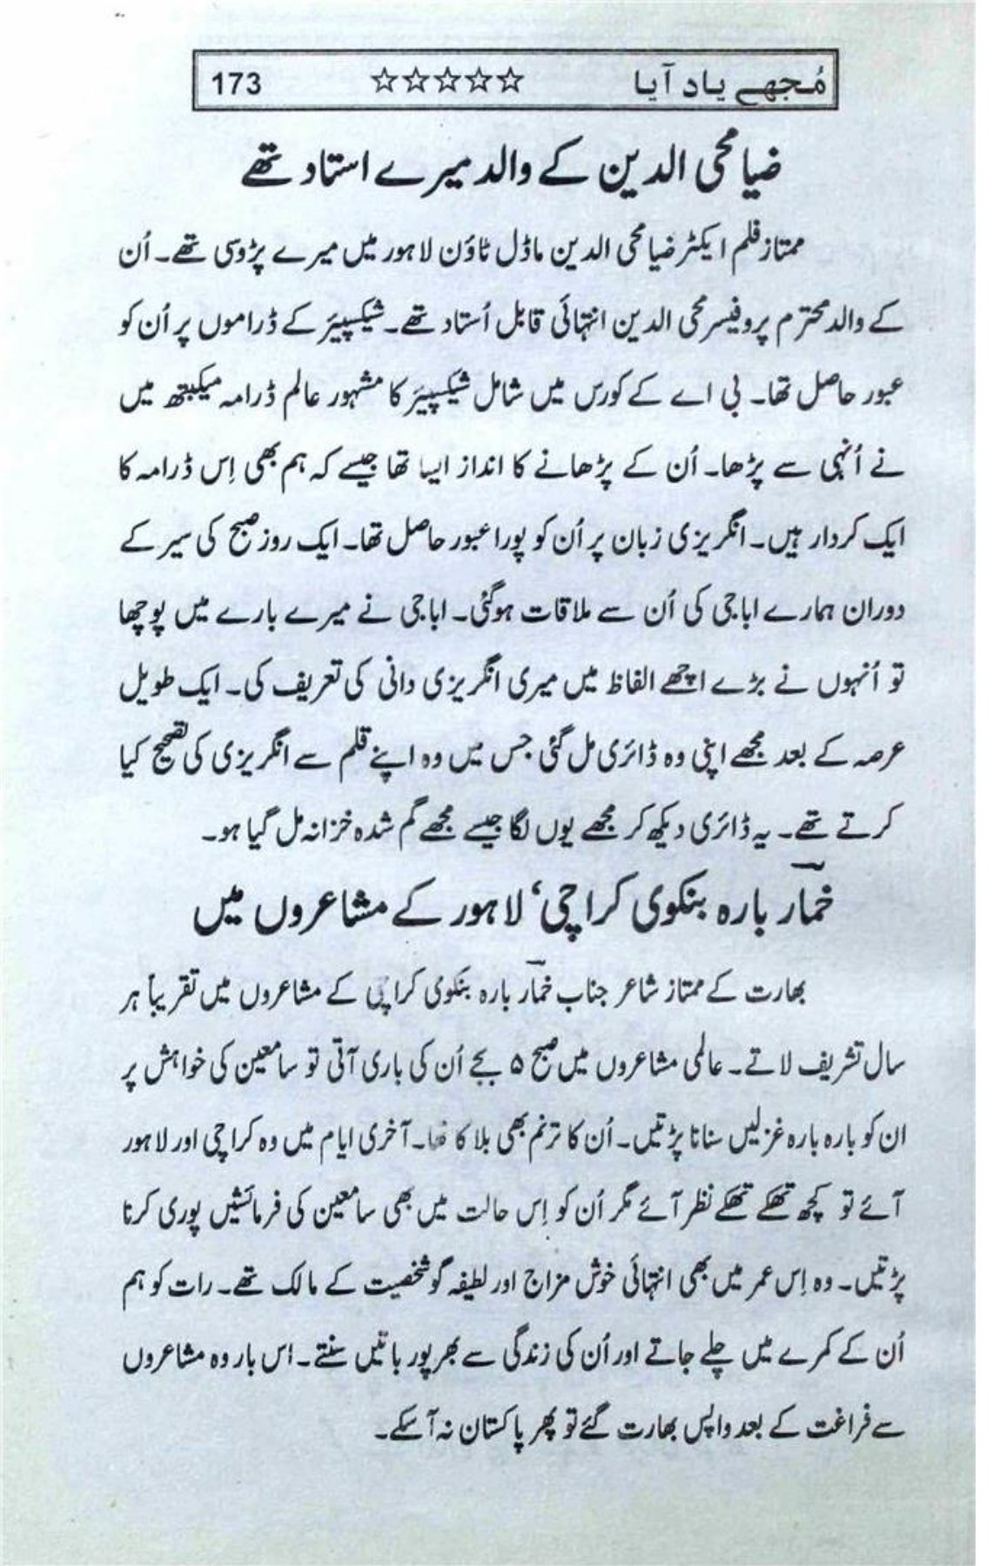 مُجھے یاد آیا ☆☆☆☆☆ 173
ضیا محی الدین کے والد میرے استاد تھے
ممتاز فلم ایکٹر ضیا محی الدین ماڈل ٹاؤن لاہور میں میرے پڑوسی تھے۔ اُن
کے والد محترم پروفیسر محی الدین انتہائی قابل اُستاد تھے۔ شیکسپیئر کے ڈراموں پر اُن کو
عبور حاصل تھا۔ بی اے کے کورس میں شامل شیکسپیئر کا مشہور عالم ڈرامہ میکبتھ میں
نے اُنہی سے پڑھا۔ اُن کے پڑھانے کا انداز ایسا تھا جیسے کہ ہم بھی اِس ڈرامہ کا
ایک کردار ہیں۔ انگریزی زبان پر اُن کو پورا عبور حاصل تھا۔ ایک روز صبح کی سیر کے
دوران ہمارے اباجی کی اُن سے ملاقات ہوگئی۔ اباجی نے میرے بارے میں پوچھا
تو اُنہوں نے بڑے اچھے الفاظ میں میری انگریزی دانی کی تعریف کی۔ ایک طویل
عرصہ کے بعد مجھے اپنی وہ ڈائری مل گئی جس میں وہ اپنے قلم سے انگریزی کی تصحیح کیا
کرتے تھے۔ یہ ڈائری دیکھ کر مجھے یوں لگا جیسے مجھے گم شدہ خزانہ مل گیا ہو۔
خمار بارہ بنکوی کراچی، لاہور کے مشاعروں میں
بھارت کے ممتاز شاعر جناب خمار بارہ بنکوی کراچی کے مشاعروں میں تقریباً ہر
سال تشریف لاتے۔ عالمی مشاعروں میں صبح ۵ بجے اُن کی باری آتی تو سامعین کی خواہش پر
ان کو بارہ بارہ غزلیں سنانا پڑتیں۔ اُن کا ترنم بھی بلا کا تھا۔ آخری ایام میں وہ کراچی اور لاہور
آئے تو کچھ تھکے تھکے نظر آئے مگر اُن کو اِس حالت میں بھی سامعین کی فرمائشیں پوری کرنا
پڑتیں۔ وہ اِس عمر میں بھی انتہائی خوش مزاج اور لطیفہ گو شخصیت کے مالک تھے۔ رات کو ہم
اُن کے کمرے میں چلے جاتے اور اُن کی زندگی سے بھرپور باتیں سنتے۔ اس بار وہ مشاعروں
سے فراغت کے بعد واپس بھارت گئے تو پھر پاکستان نہ آسکے۔